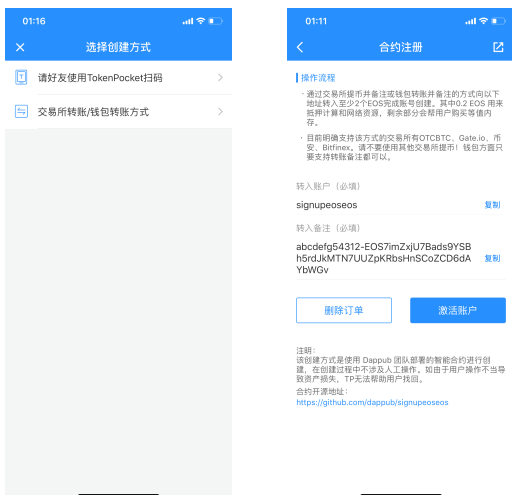 01:16
选择创建方式
请好友使用TokenPocket扫码
交易所转账/钱包转账方式
01:11
合约注册
操作流程
· 通过交易所提币并备注或钱包转账并备注的方式向以下
地址转入至少2个EOS完成账号创建。其中0.2 EOS 用来
抵押计算和网络资源，剩余部分会帮用户购买等值内
存。
· 目前明确支持该方式的交易所有OTCBTC、Gate.io、币
安、Bitfinex。请不要使用其他交易所提币！钱包方面只
要支持转账备注都可以。
转入账户（必填）
signupeoseos
复制
转入备注（必填）
abcdefg54312-EOS7imZxjU7Bads9YSB
h5rdJkMTN7UUZpKRbsHnSCoZCD6dA
YbWGv
复制
删除订单
激活账户
注明：
该创建方式是使用 Dappub 团队部署的智能合约进行创
建，在创建过程中不涉及人工操作。如由于用户操作不当导
致资产损失，TP无法帮助用户找回。
合约开源地址：
https://github.com/dappub/signupeoseos